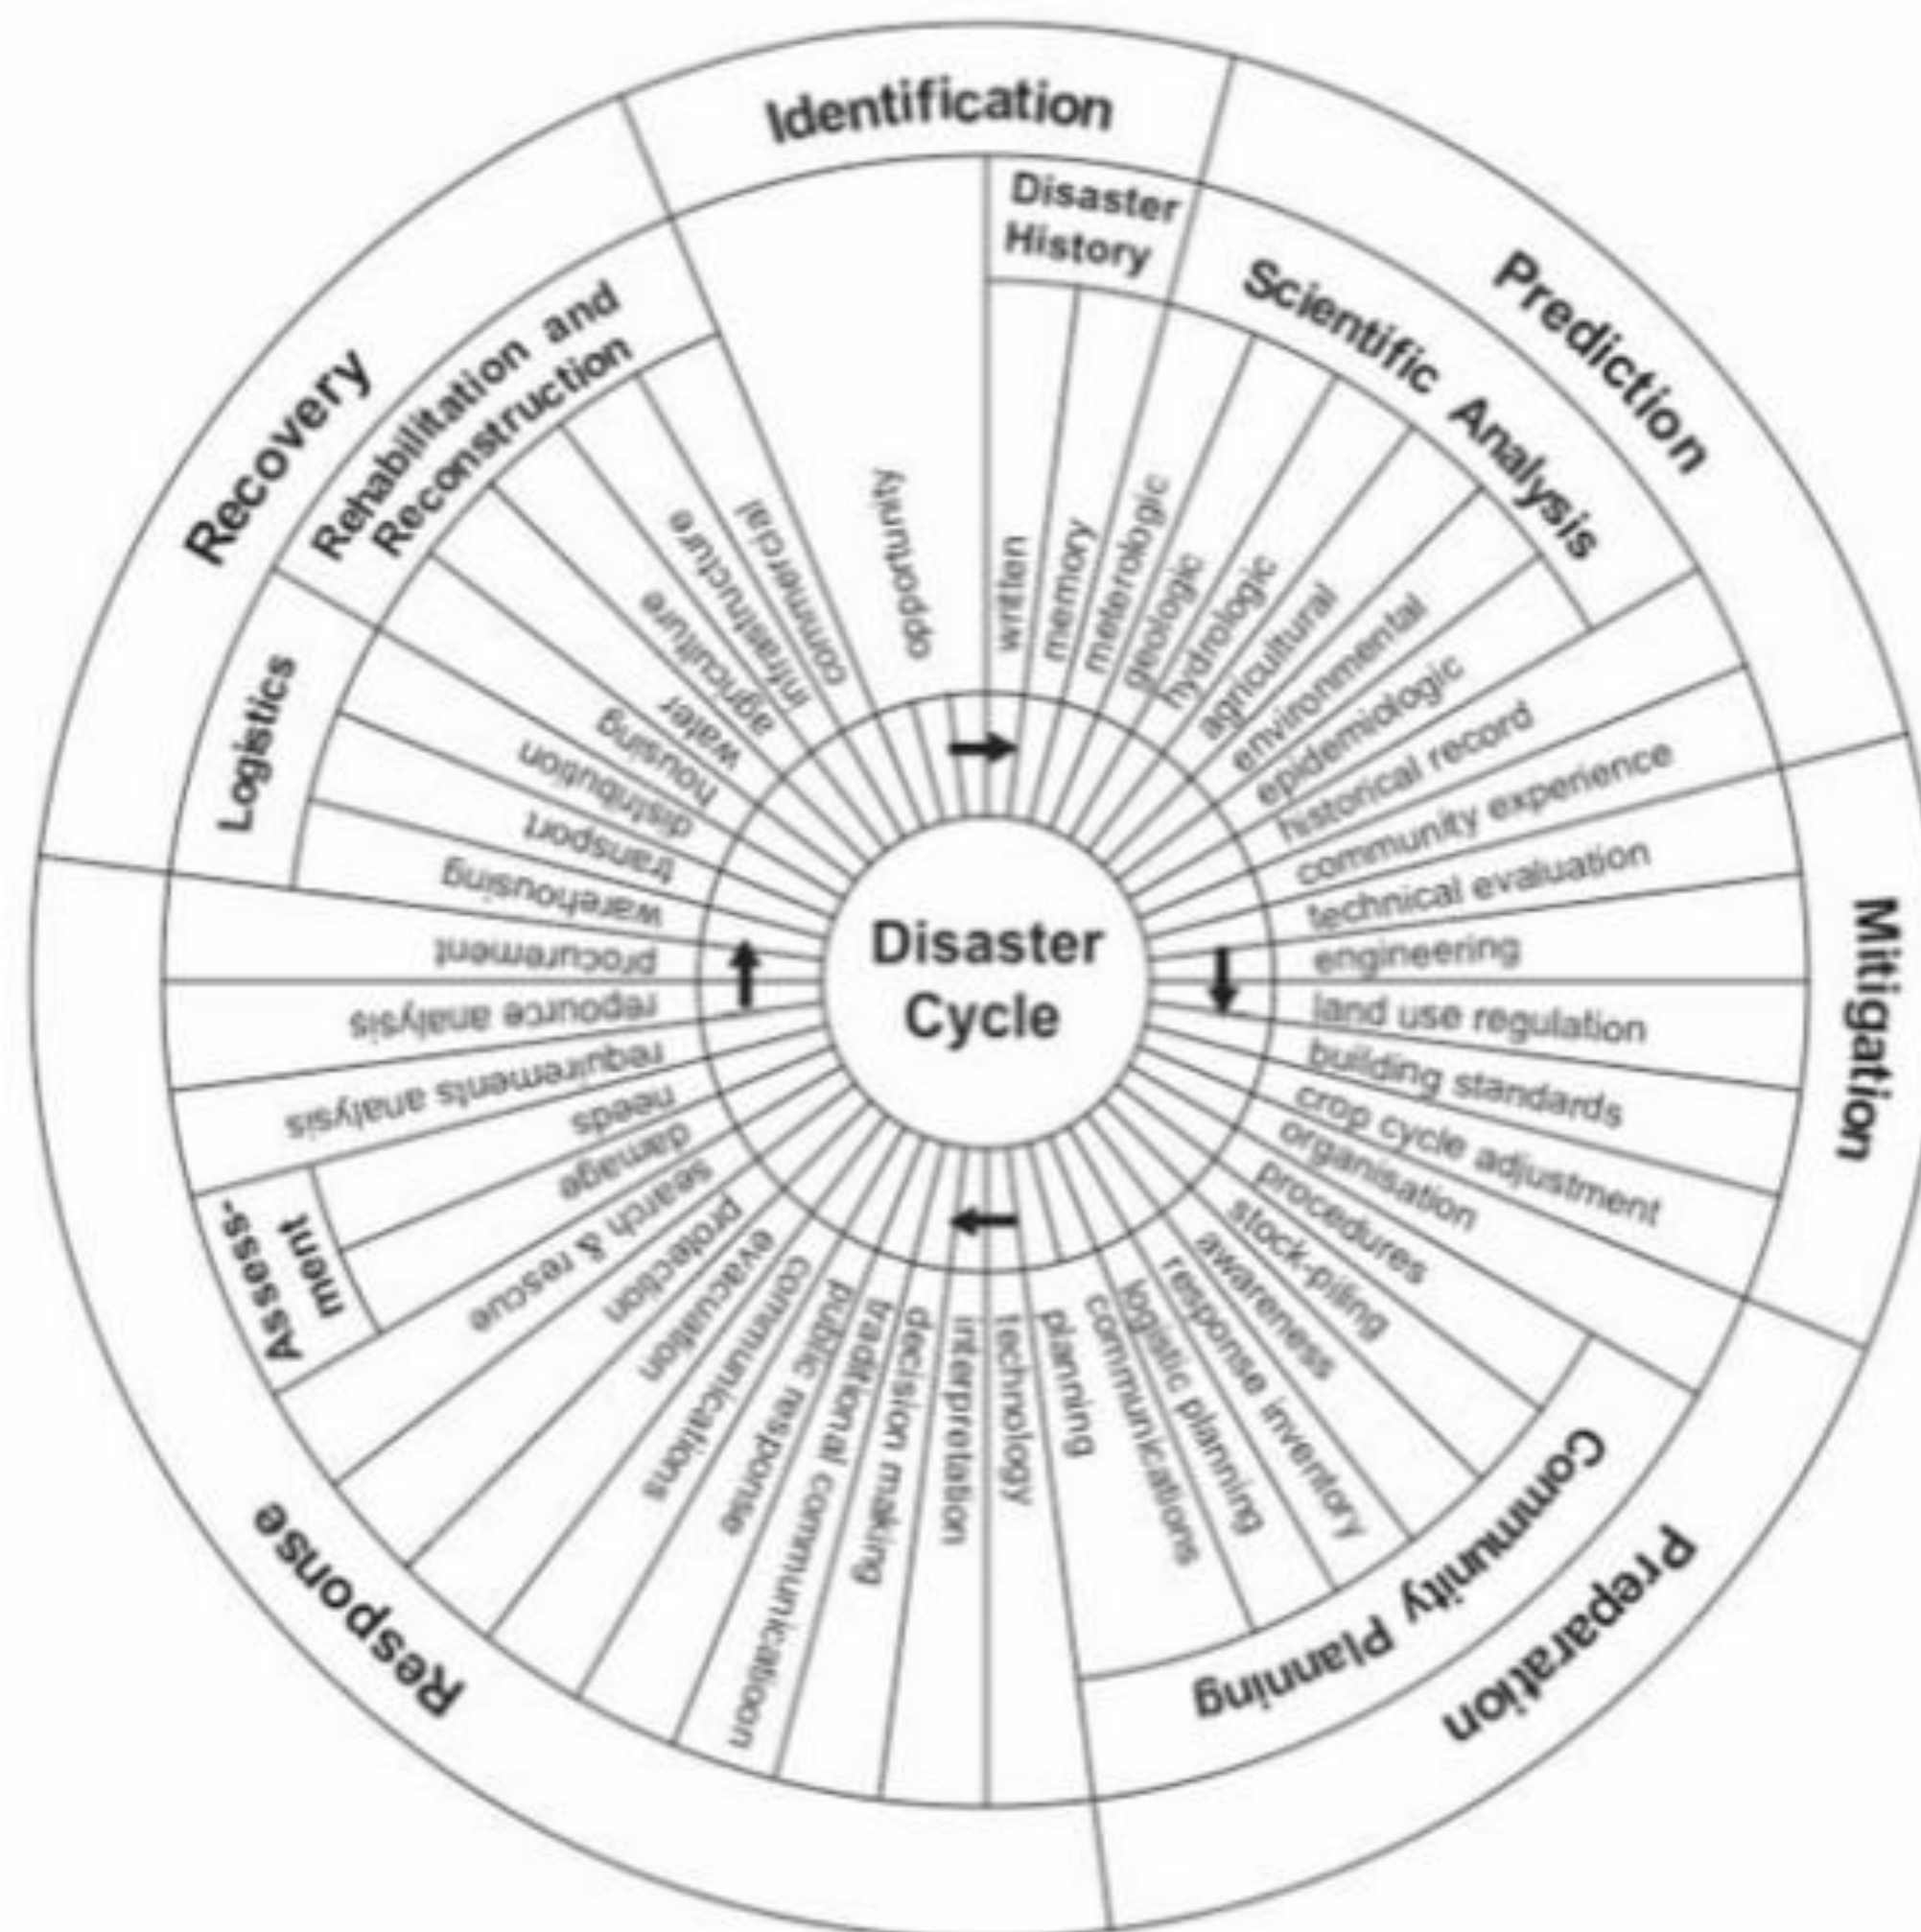 Disaster
Cycle
Identification
Disaster
History
written
memory
Prediction
Scientific Analysis
meterologic
geologic
hydrologic
agricultural
environmental
epidemiologic
historical record
community experience
Mitigation
technical evaluation
engineering
land use regulation
building standards
crop cycle adjustment
Preparation
organisation
Community Planning
procedures
stock-piling
awareness
response inventory
logistic planning
communications
planning
Response
technology
interpretation
decision making
traditional communication
public response
communications
evacuation
protection
search & rescue
Assess-
ment
damage
needs
requirements analysis
repource analysis
procurement
Recovery
Logistics
warehousing
transport
distribution
Rehabilitation and
Reconstruction
housing
water
agriculture
infrastructure
commercial
opportunity